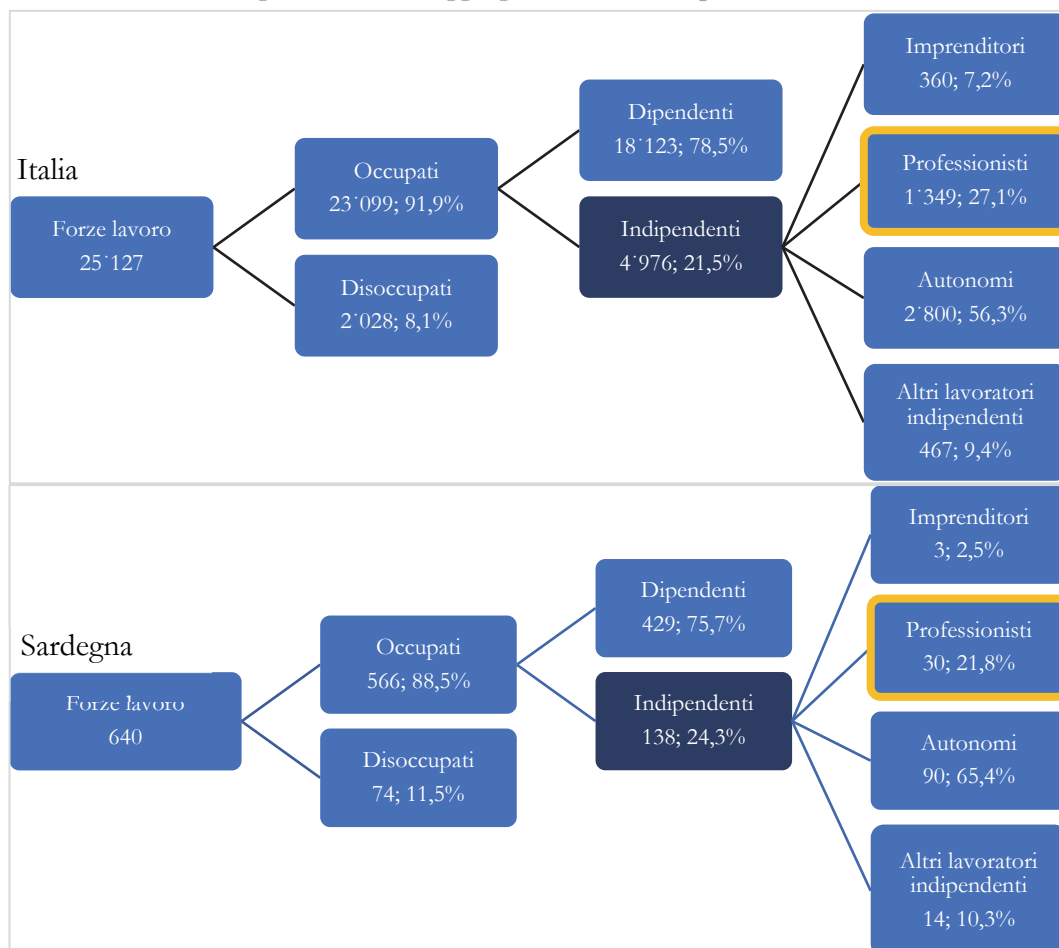 Italia
Forze lavoro
25˙127
Occupati
23˙099; 91,9%
Disoccupati
2˙028; 8,1%
Dipendenti
18˙123; 78,5%
Indipendenti
4˙976; 21,5%
Imprenditori
360; 7,2%
Professionisti
1˙349; 27,1%
Autonomi
2˙800; 56,3%
Altri lavoratori
indipendenti
467; 9,4%
Sardegna
Forze lavoro
640
Occupati
566; 88,5%
Disoccupati
74; 11,5%
Dipendenti
429; 75,7%
Indipendenti
138; 24,3%
Imprenditori
3; 2,5%
Professionisti
30; 21,8%
Autonomi
90; 65,4%
Altri lavoratori
indipendenti
14; 10,3%